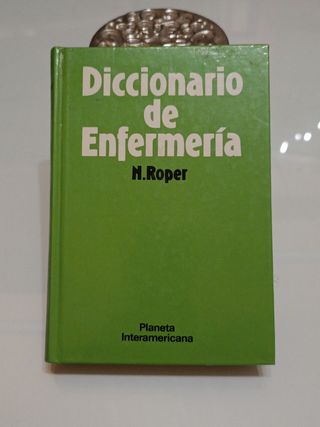 Diccionario
de
Enfermería
N.Roper
Planeta
Interamericana